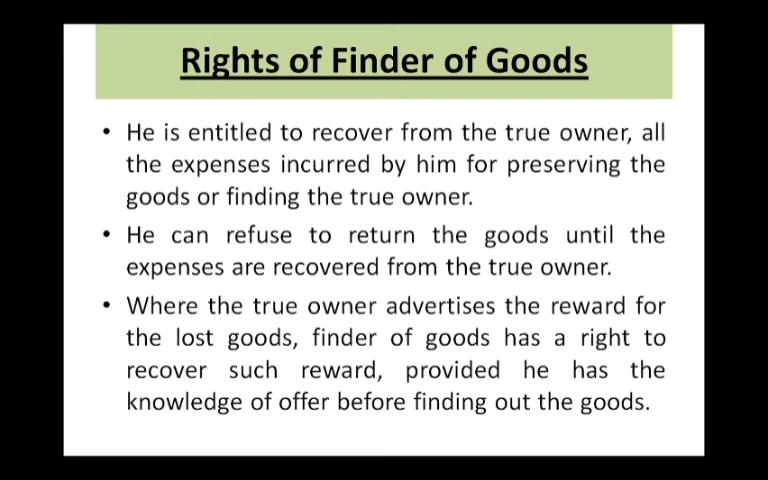 Rights of Finder of Goods
• He is entitled to recover from the true owner, all
the expenses incurred by him for preserving the
goods or finding the true owner.
• He can refuse to return the goods until the
expenses are recovered from the true owner.
• Where the true owner advertises the reward for
the lost goods, finder of goods has a right to
recover such reward, provided he has the
knowledge of offer before finding out the goods.